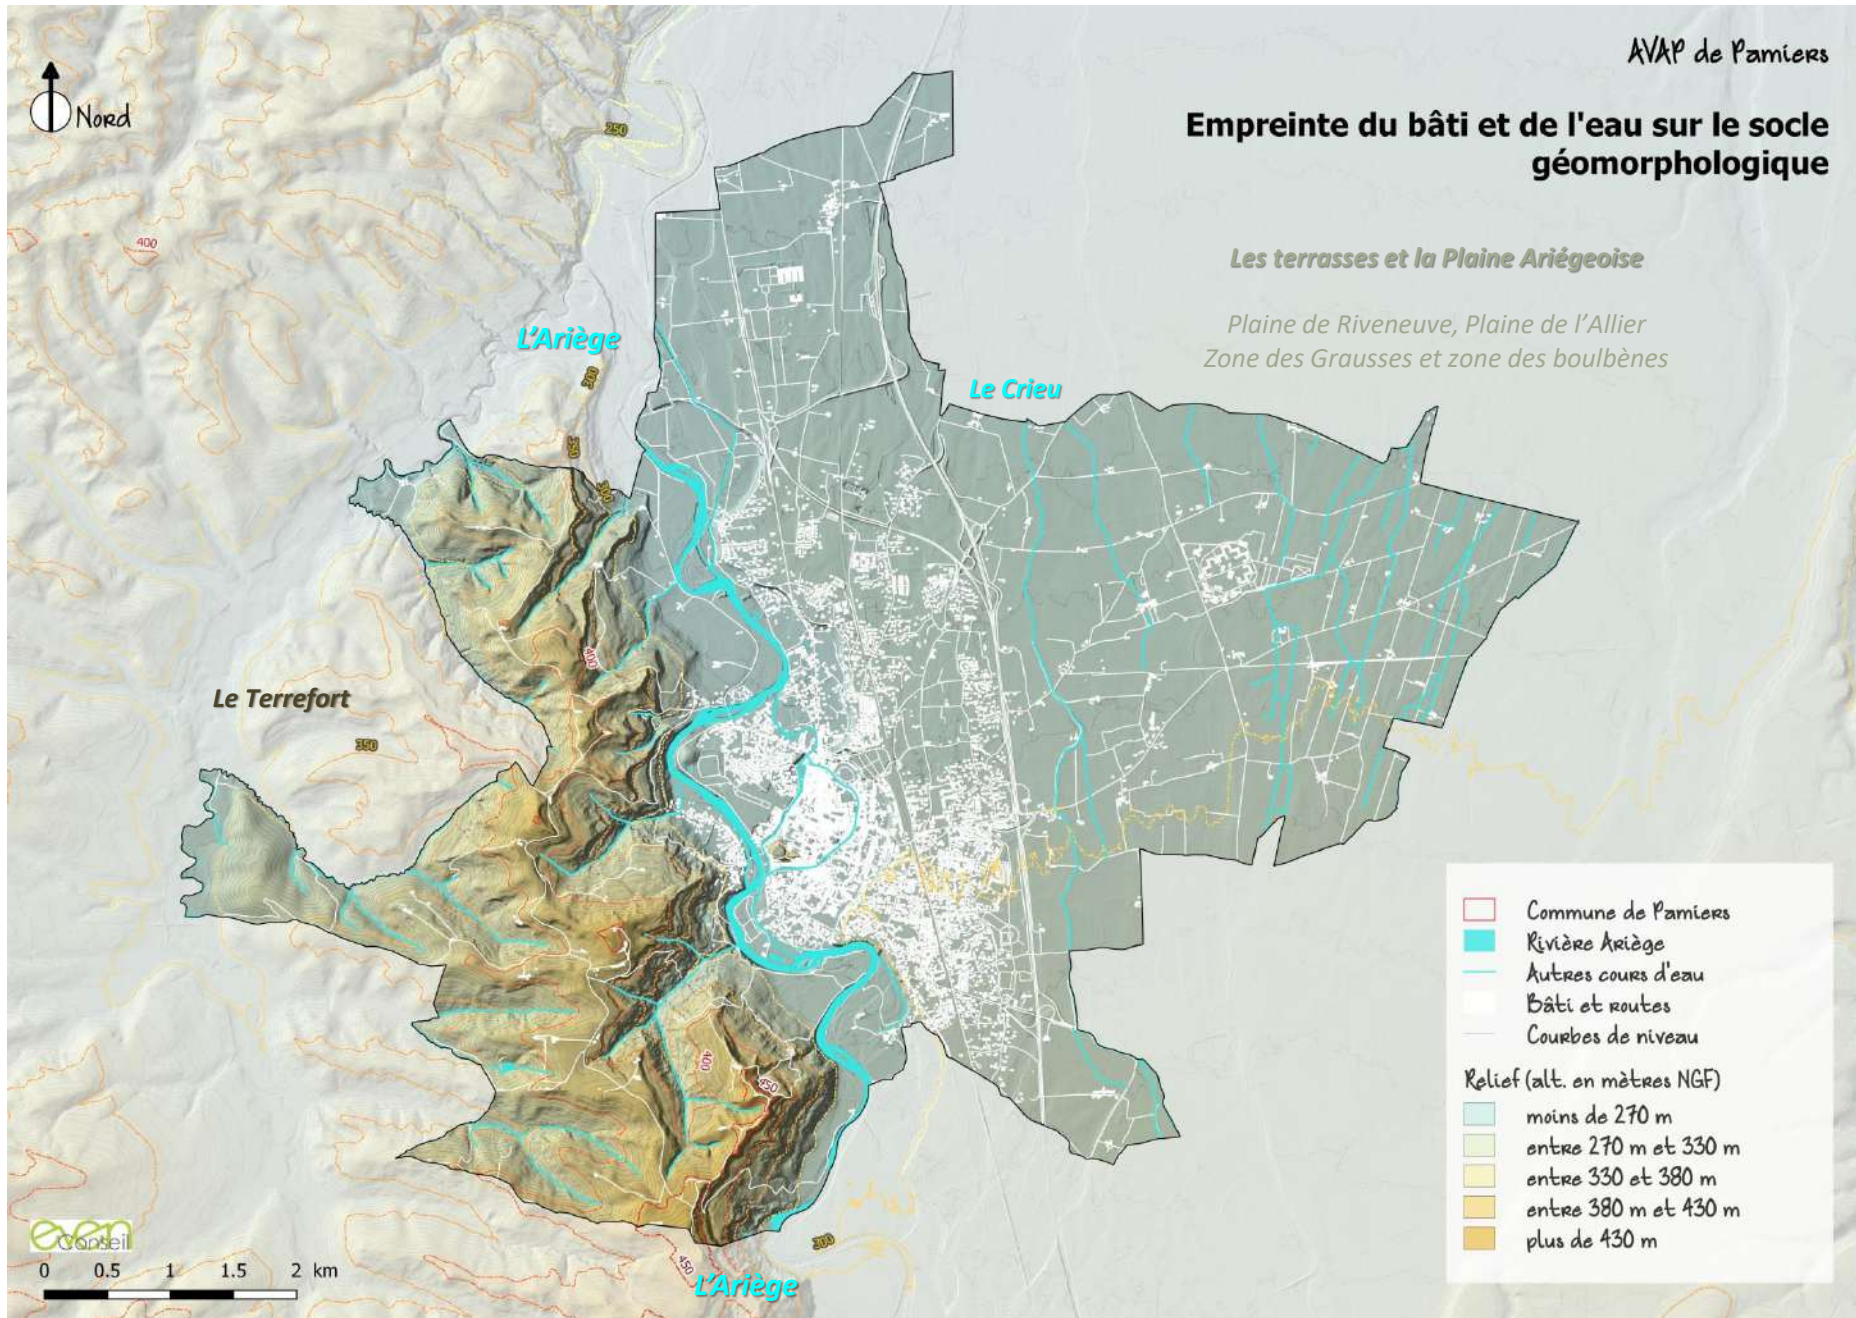 AVAP de Pamiers
Nord
Empreinte du bâti et de l'eau sur le socle
géomorphologique
250
400
Les terrasses et la Plaine Ariégeoise
Plaine de Riveneuve, Plaine de l'Allier
Zone des Grausses et zone des boulbènes
L'Ariège
300
Le Crieu
350
300
400
Le Terrefort
350
400
450
300
450
L'Ariège
Commune de Pamiers
Rivière Ariège
Autres cours d'eau
Bâti et routes
Courbes de niveau
Relief (alt. en mètres NGF)
moins de 270 m
entre 270 m et 330 m
entre 330 et 380 m
entre 380 m et 430 m
plus de 430 m
even
Conseil
0 0.5 1 1.5 2 km